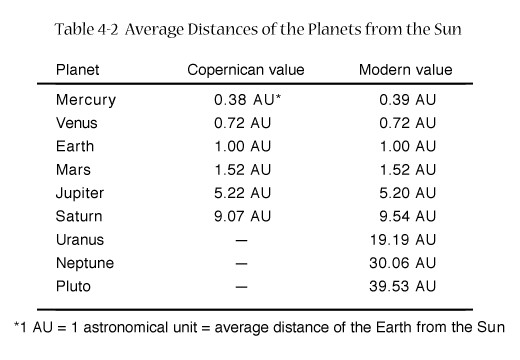 Table 4-2 Average Distances of the Planets from the Sun
Planet Copernican value Modern value
Mercury 0.38 AU* 0.39 AU
Venus 0.72 AU 0.72 AU
Earth 1.00 AU 1.00 AU
Mars 1.52 AU 1.52 AU
Jupiter 5.22 AU 5.20 AU
Saturn 9.07 AU 9.54 AU
Uranus — 19.19 AU
Neptune — 30.06 AU
Pluto — 39.53 AU
*1 AU = 1 astronomical unit = average distance of the Earth from the Sun